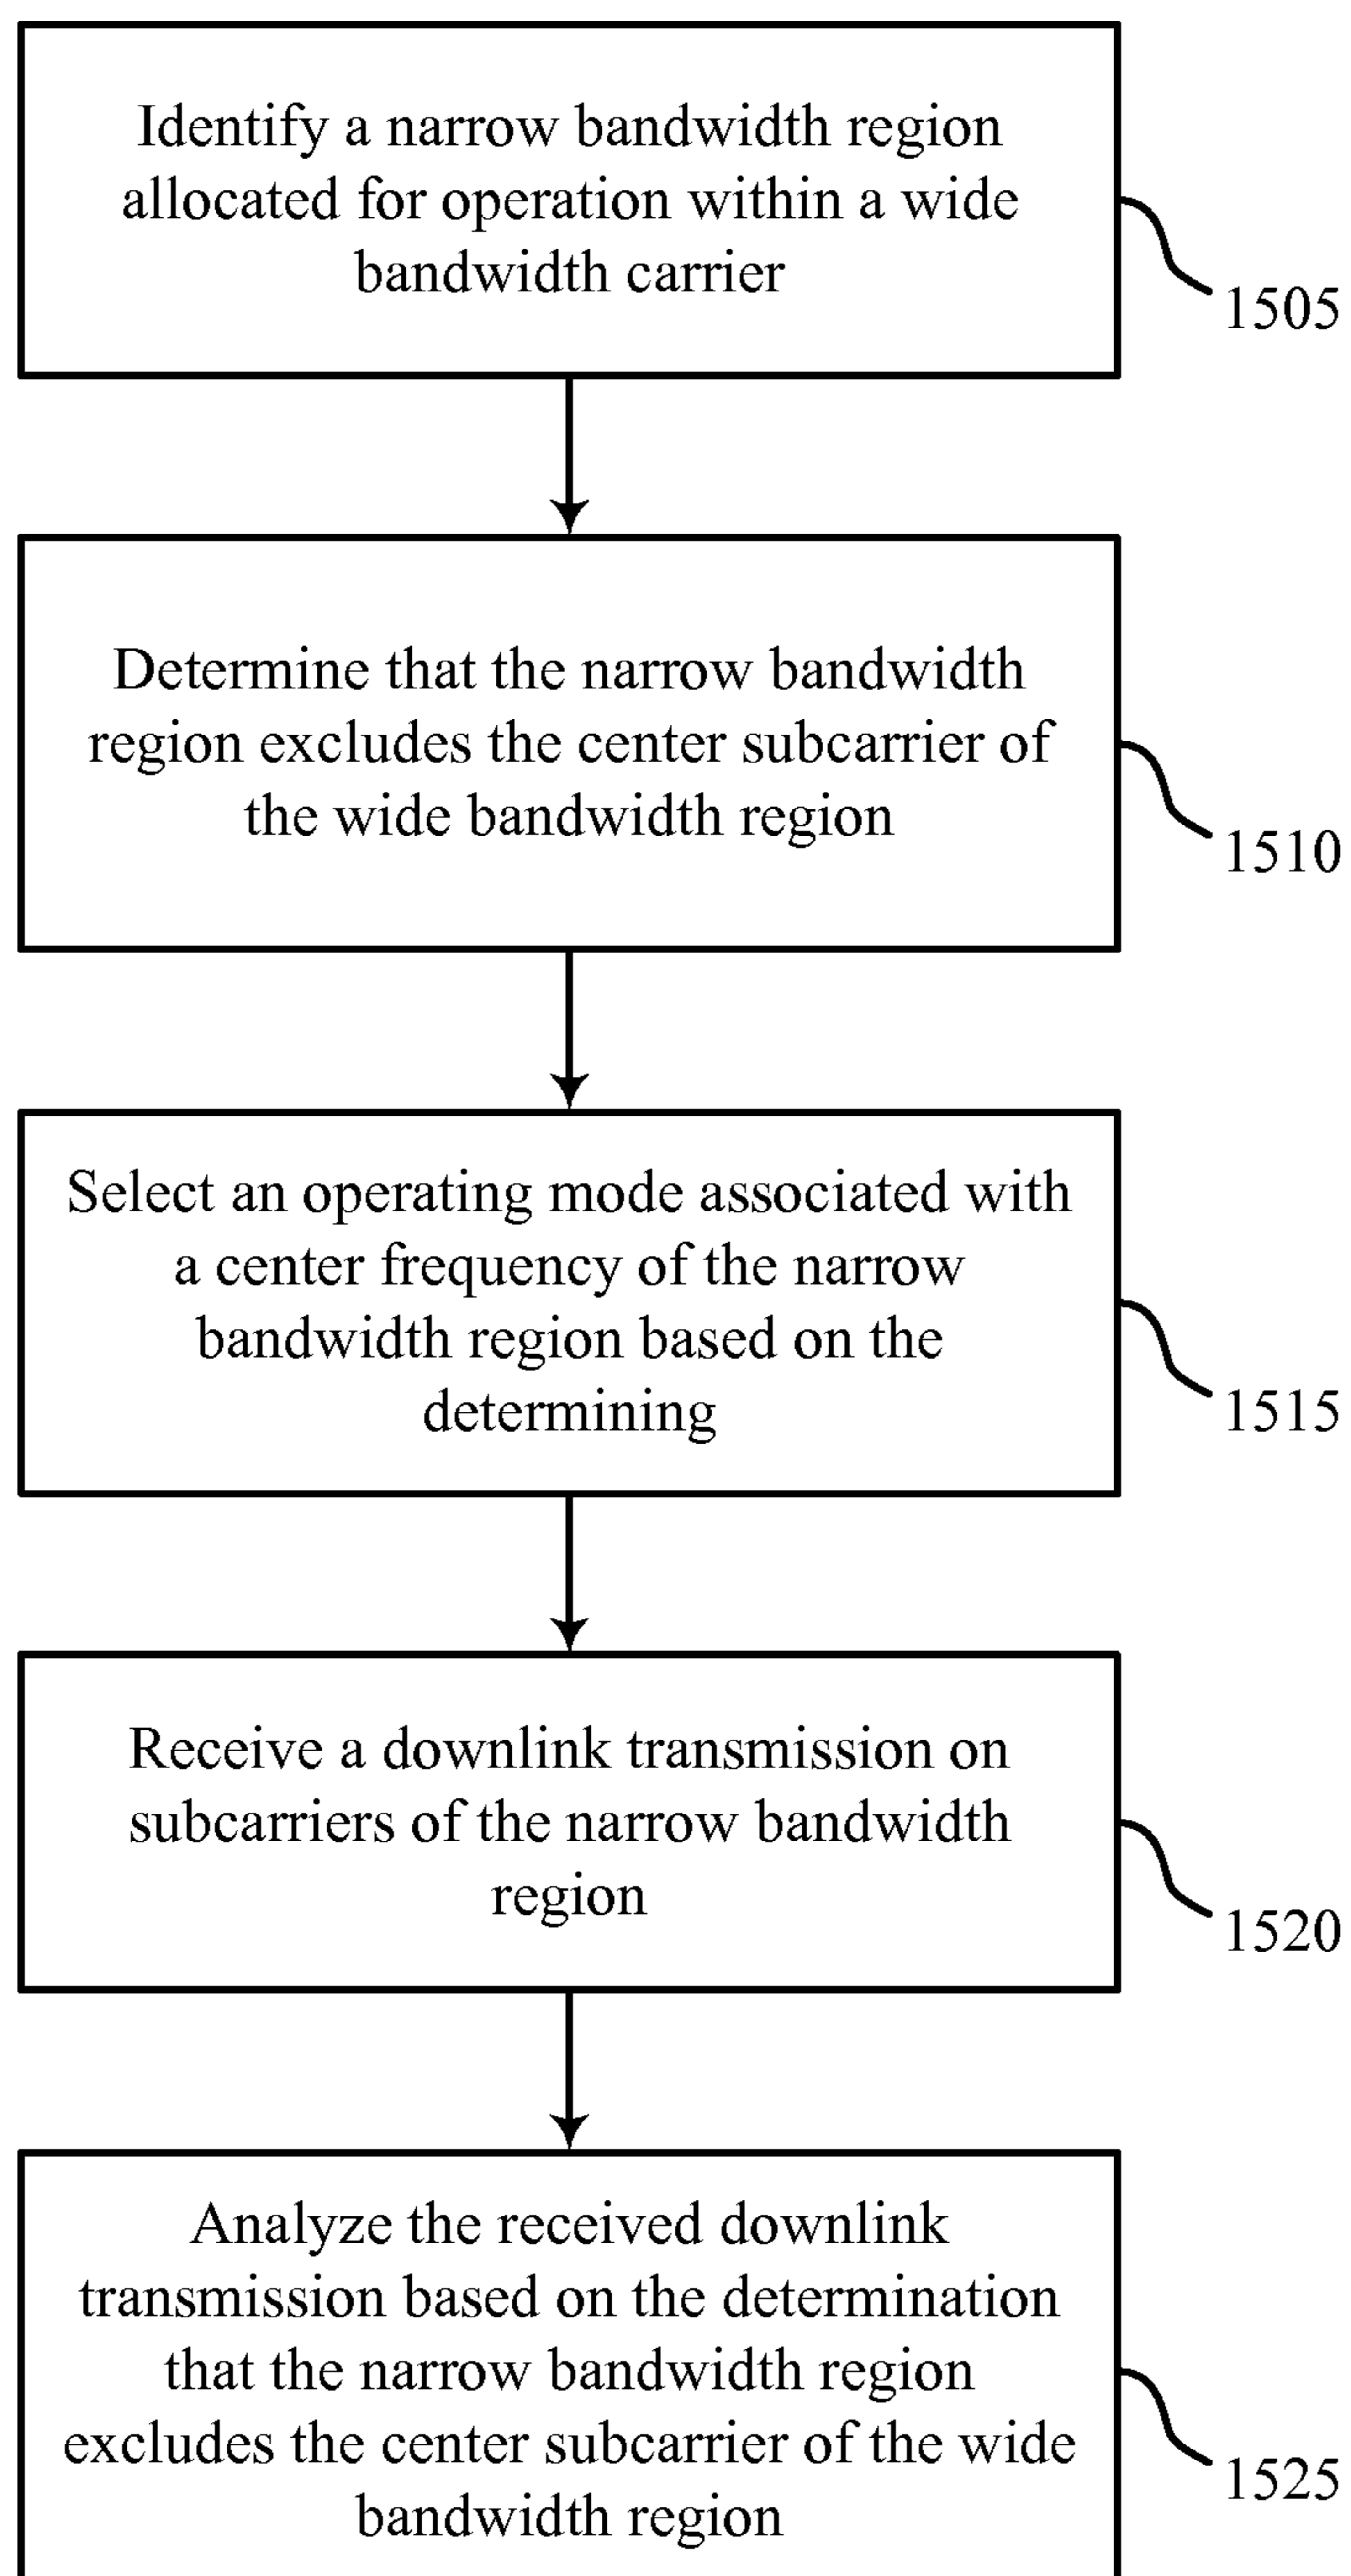 Identify a narrow bandwidth region
allocated for operation within a wide
bandwidth carrier
1505
Determine that the narrow bandwidth
region excludes the center subcarrier of
the wide bandwidth region
1510
Select an operating mode associated with
a center frequency of the narrow
bandwidth region based on the
determining
1515
Receive a downlink transmission on
subcarriers of the narrow bandwidth
region
1520
Analyze the received downlink
transmission based on the determination
that the narrow bandwidth region
excludes the center subcarrier of the wide
bandwidth region
1525